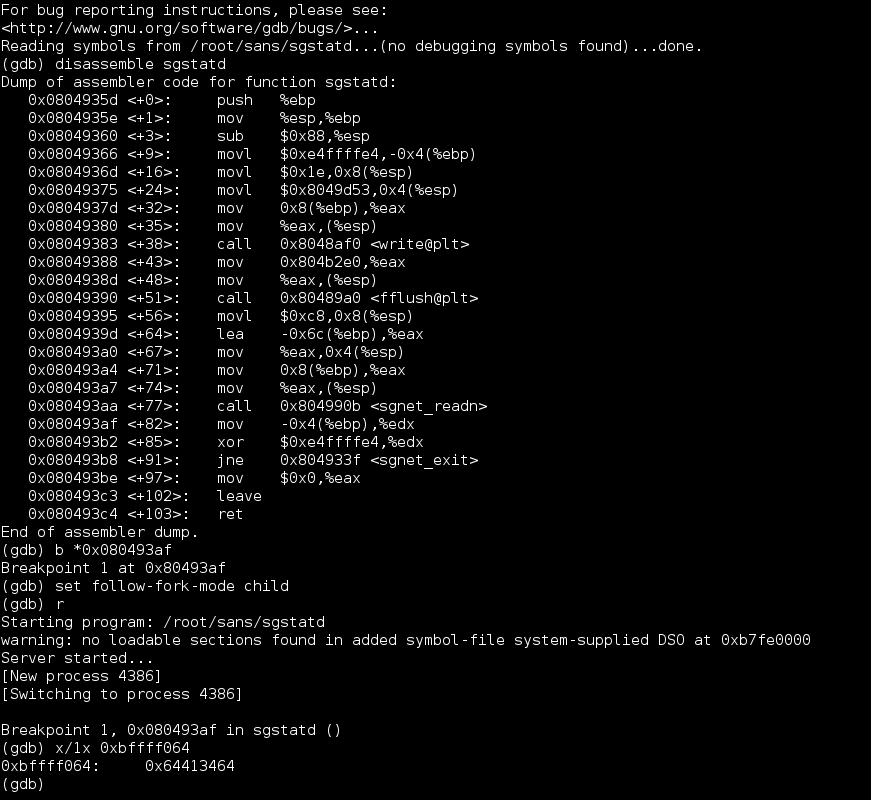 For bug reporting instructions, please see:
<http://www.gnu.org/software/gdb/bugs/>...
Reading symbols from /root/sans/sgstatd...(no debugging symbols found)...done.
(gdb) disassemble sgstatd
Dump of assembler code for function sgstatd:
   0x0804935d <+0>:     push   %ebp
   0x0804935e <+1>:     mov    %esp,%ebp
   0x08049360 <+3>:     sub    $0x88,%esp
   0x08049366 <+9>:     movl   $0xe4ffffe4,-0x4(%ebp)
   0x0804936d <+16>:    movl   $0x1e,0x8(%esp)
   0x08049375 <+24>:    movl   $0x8049d53,0x4(%esp)
   0x0804937d <+32>:    mov    0x8(%ebp),%eax
   0x08049380 <+35>:    mov    %eax,(%esp)
   0x08049383 <+38>:    call   0x8048af0 <write@plt>
   0x08049388 <+43>:    mov    0x804b2e0,%eax
   0x0804938d <+48>:    mov    %eax,(%esp)
   0x08049390 <+51>:    call   0x80489a0 <fflush@plt>
   0x08049395 <+56>:    movl   $0xc8,0x8(%esp)
   0x0804939d <+64>:    lea    -0x6c(%ebp),%eax
   0x080493a0 <+67>:    mov    %eax,0x4(%esp)
   0x080493a4 <+71>:    mov    0x8(%ebp),%eax
   0x080493a7 <+74>:    mov    %eax,(%esp)
   0x080493aa <+77>:    call   0x804990b <sgnet_readn>
   0x080493af <+82>:    mov    -0x4(%ebp),%edx
   0x080493b2 <+85>:    xor    $0xe4ffffe4,%edx
   0x080493b8 <+91>:    jne    0x804933f <sgnet_exit>
   0x080493be <+97>:    mov    $0x0,%eax
   0x080493c3 <+102>:   leave
   0x080493c4 <+103>:   ret
End of assembler dump.
(gdb) b *0x080493af
Breakpoint 1 at 0x80493af
(gdb) set follow-fork-mode child
(gdb) r
Starting program: /root/sans/sgstatd
warning: no loadable sections found in added symbol-file system-supplied DSO at 0xb7fe0000
Server started...
[New process 4386]
[Switching to process 4386]

Breakpoint 1, 0x080493af in sgstatd ()
(gdb) x/1x 0xbffff064
0xbffff064:     0x64413464
(gdb)